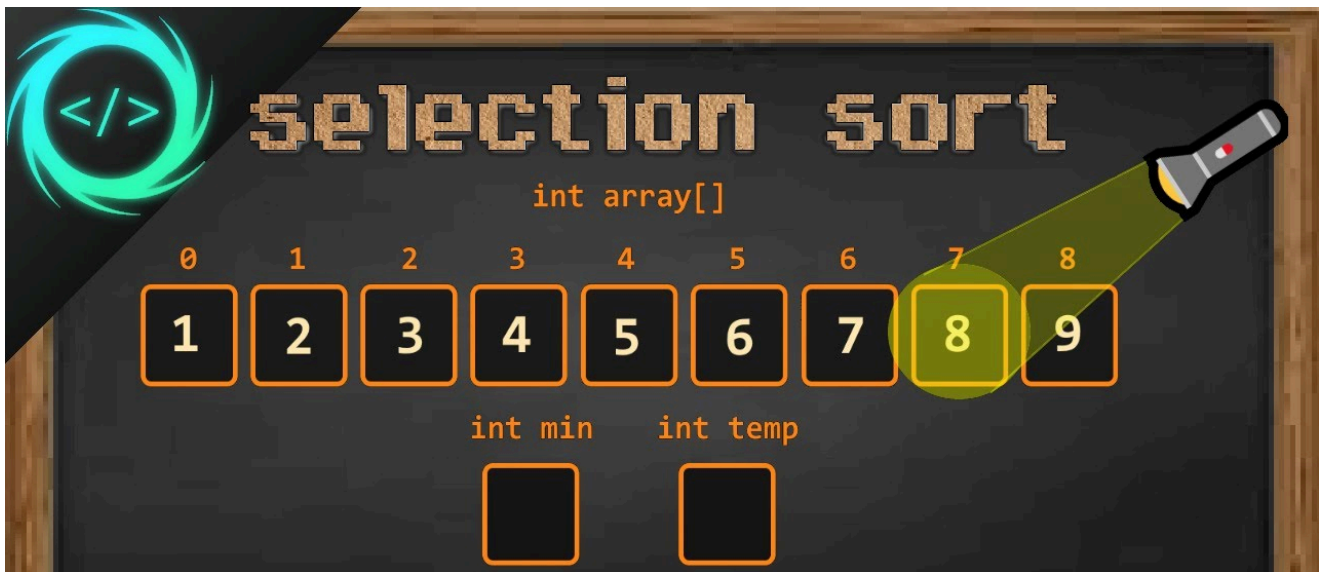 </>
selection sort
int array[]
0 1 2 3 4 5 6 7 8
1 2 3 4 5 6 7 8 9
int min int temp